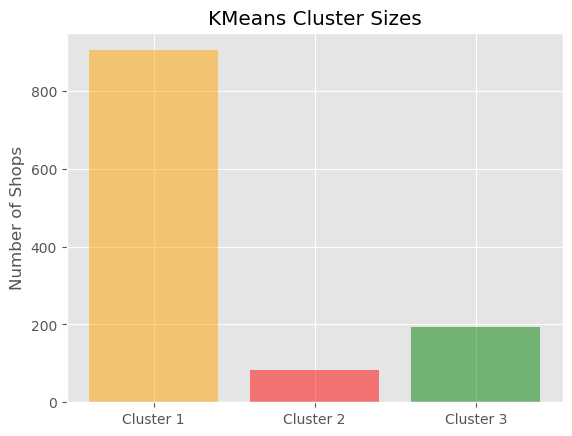 KMeans Cluster Sizes
Number of Shops
800
600
400
200
0
Cluster 1
Cluster 2
Cluster 3